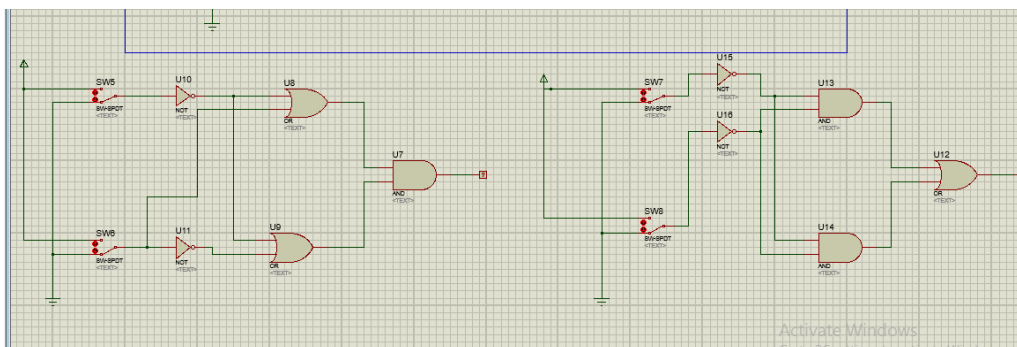 SW5
SW-SPDT
<TEXT>
U10
NOT
<TEXT>
U8
OR
<TEXT>
U7
AND
<TEXT>
SW6
SW-SPDT
<TEXT>
U11
NOT
<TEXT>
U9
OR
<TEXT>
SW7
SW-SPDT
<TEXT>
U15
NOT
<TEXT>
U16
NOT
<TEXT>
U13
AND
<TEXT>
U12
OR
<TEXT>
SW8
SW-SPDT
<TEXT>
U14
AND
<TEXT>
Activate Windows